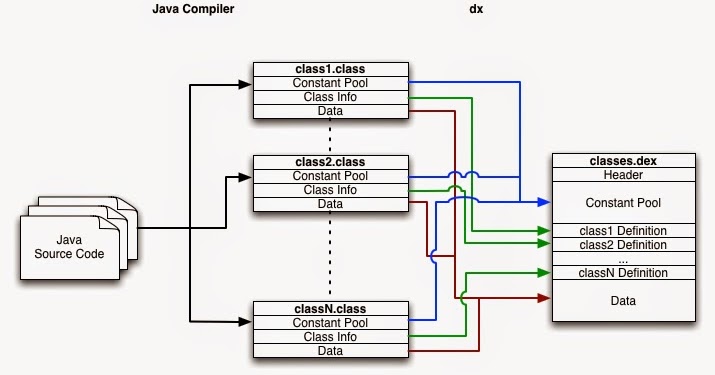 Java Compiler
dx
class1.class
Constant Pool
Class Info
Data
class2.class
Constant Pool
Class Info
Data
classN.class
Constant Pool
Class Info
Data
Java
Source Code
classes.dex
Header
Constant Pool
class1 Definition
class2 Definition
...
classN Definition
Data